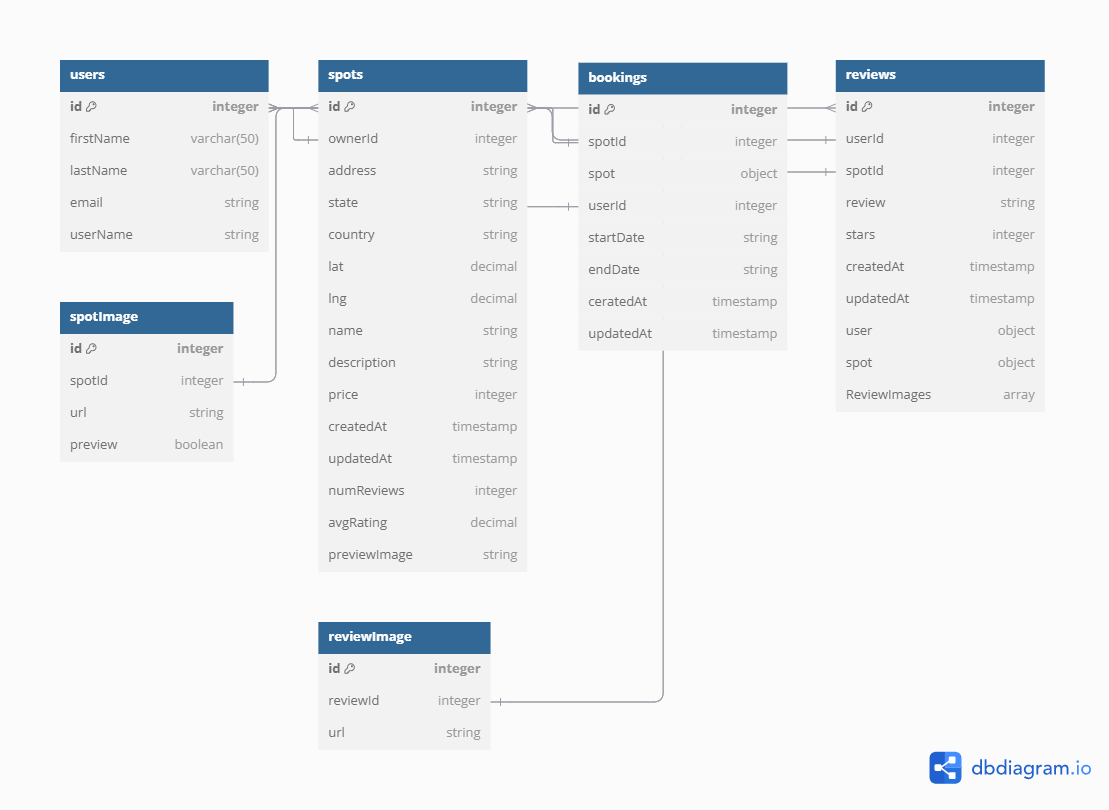 users
id integer
firstName varchar(50)
lastName varchar(50)
email string
userName string
spotImage
id integer
spotId integer
url string
preview boolean
spots
id integer
ownerId integer
address string
state string
country string
lat decimal
lng decimal
name string
description string
price integer
createdAt timestamp
updatedAt timestamp
numReviews integer
avgRating decimal
previewImage string
reviewImage
id integer
reviewId integer
url string
bookings
id integer
spotId integer
spot object
userId integer
startDate string
endDate string
ceratedAt timestamp
updatedAt timestamp
reviews
id integer
userId integer
spotId integer
review string
stars integer
createdAt timestamp
updatedAt timestamp
user object
spot object
ReviewImages array
dbdiagram.io